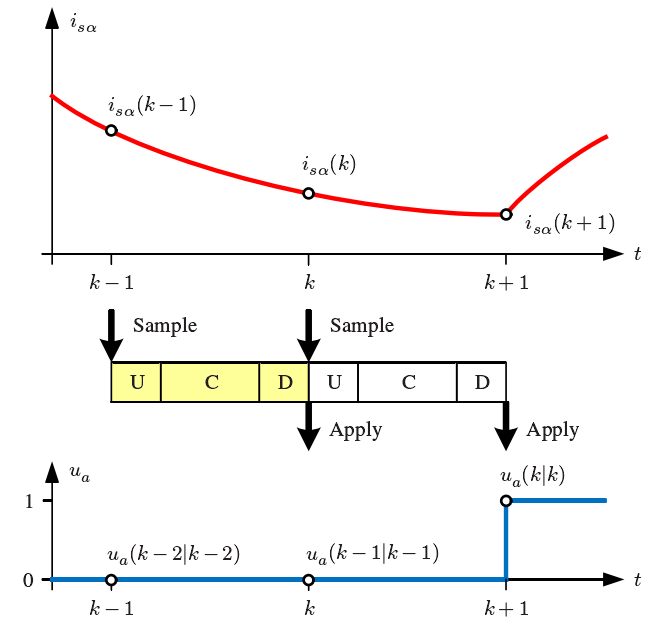 i_{sα}
i_{sα}(k−1)
i_{sα}(k)
i_{sα}(k+1)
t
k−1 k k+1
Sample Sample
U C D U C D
Apply Apply
u_a
u_a(k|k)
1
u_a(k−2|k−2) u_a(k−1|k−1)
0 t
k−1 k k+1